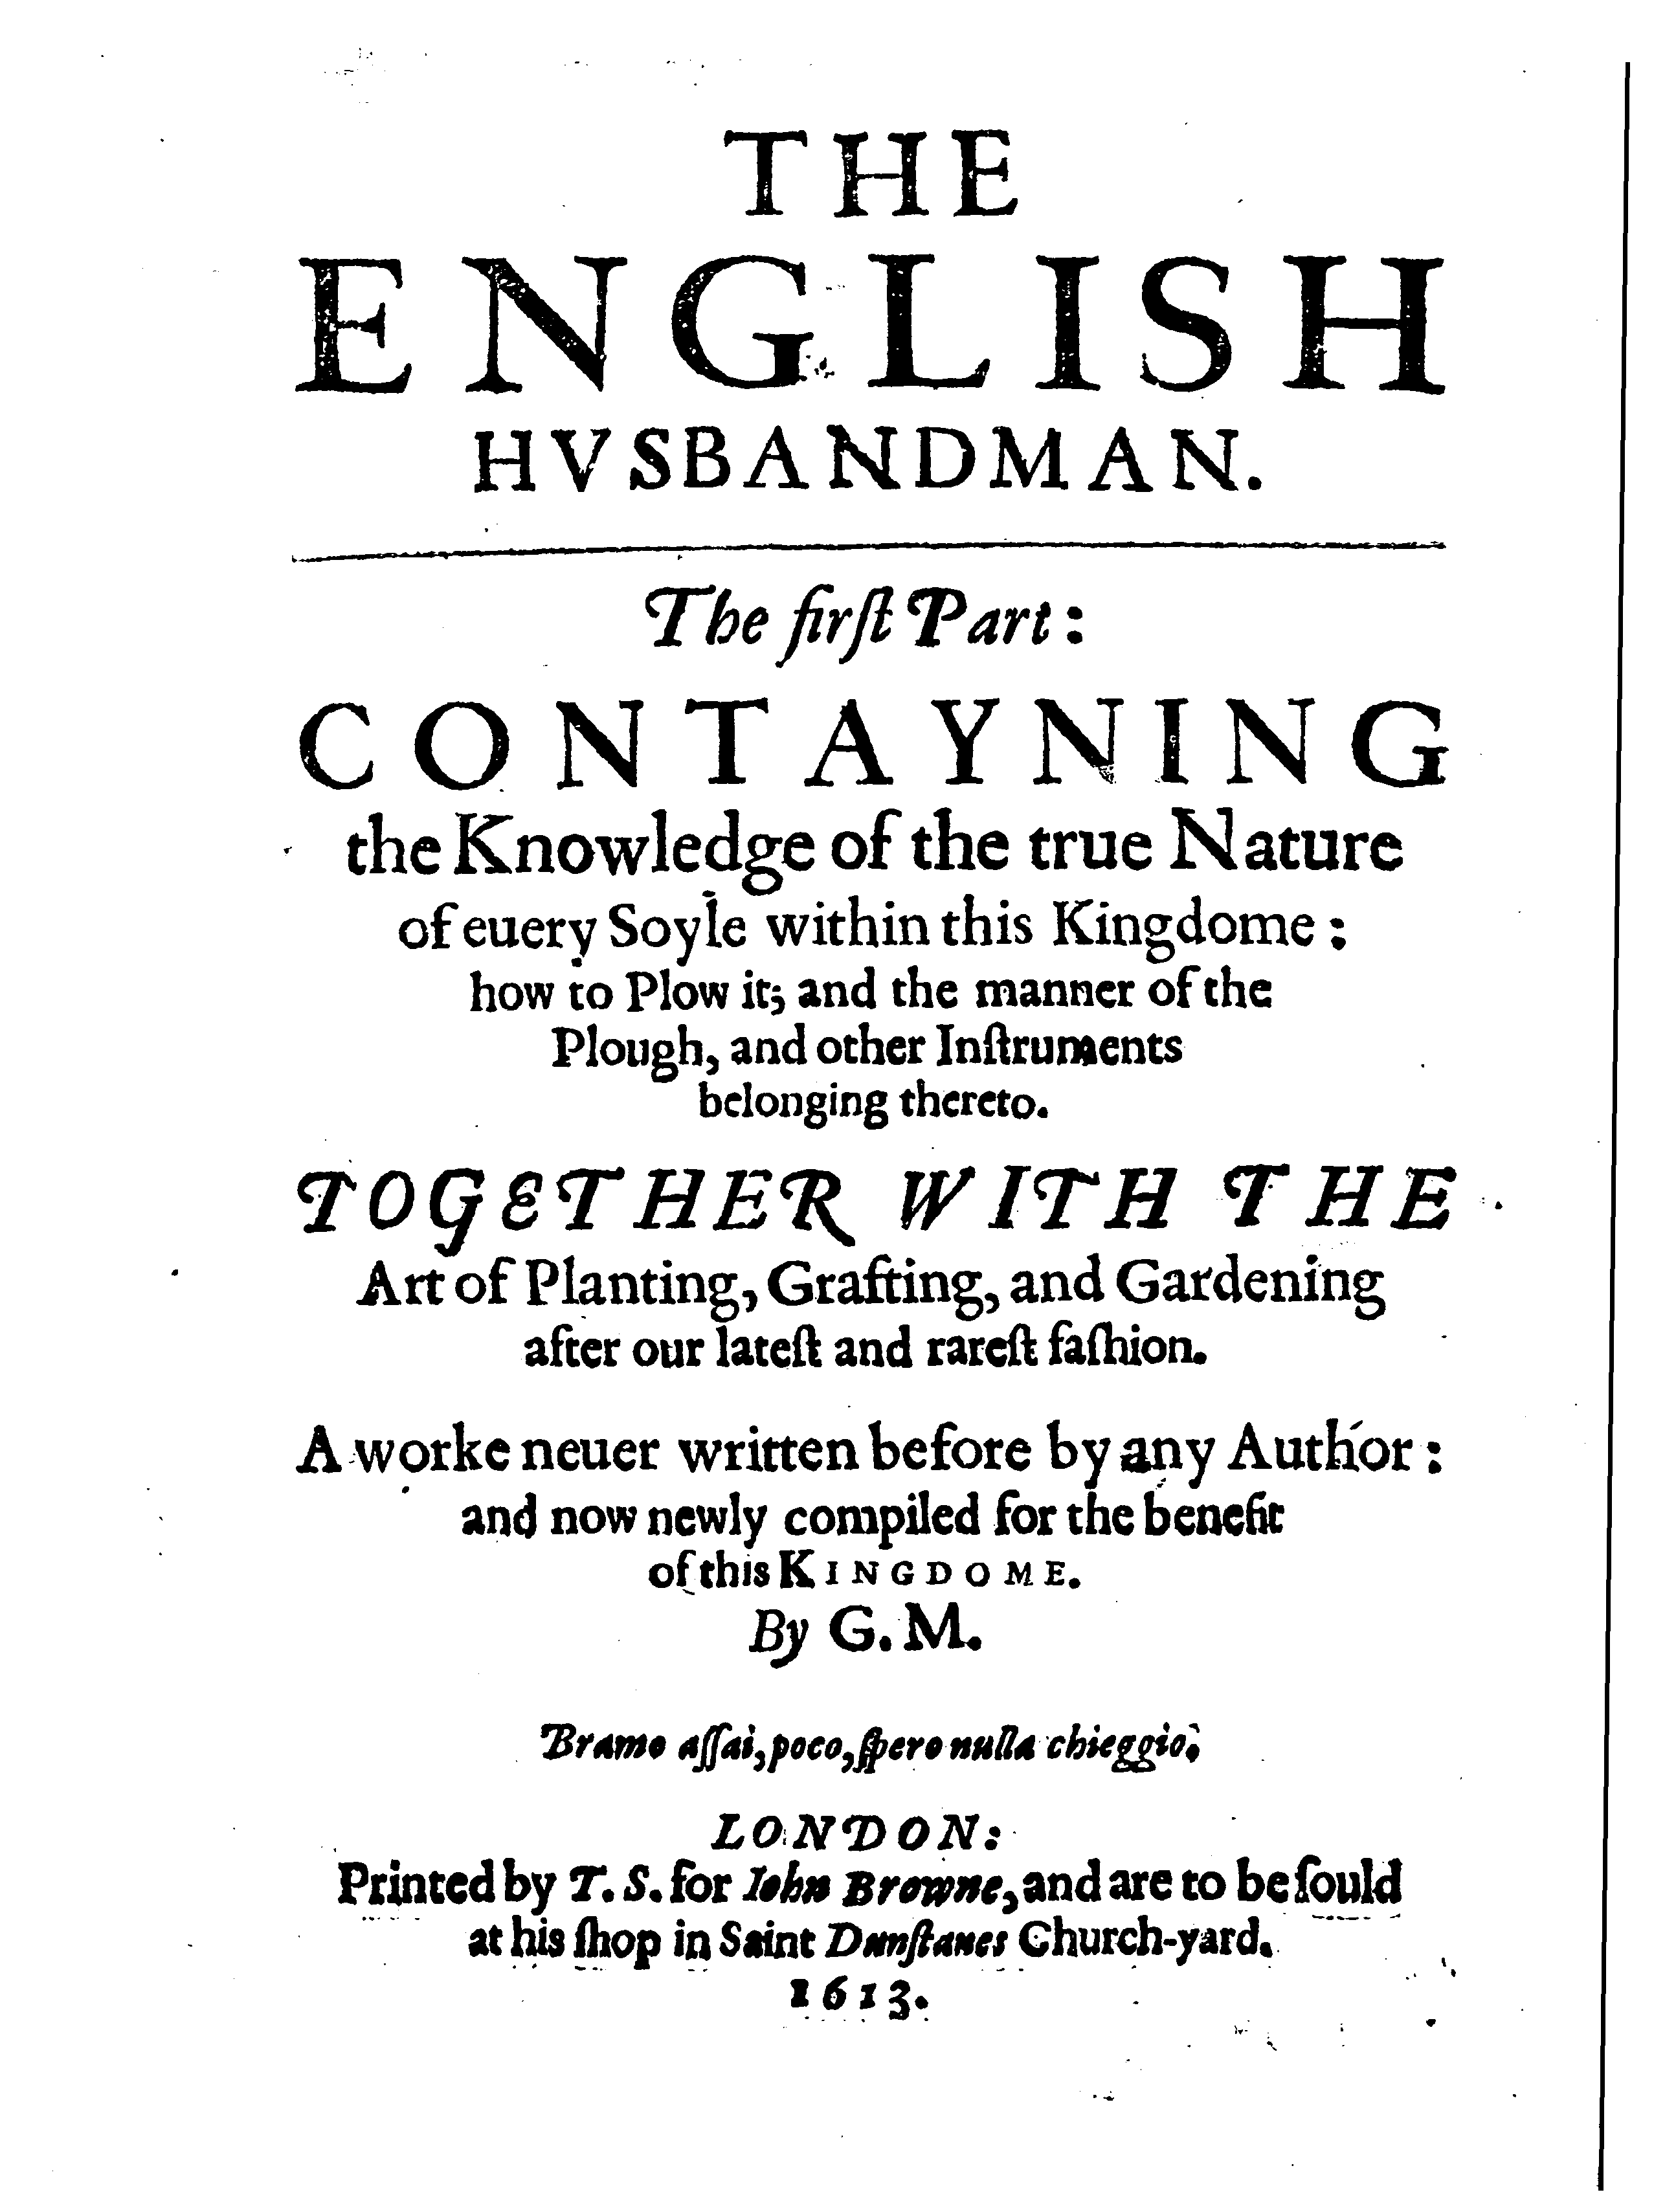 THE
ENGLISH
HVSBANDMAN.
The firſt Part:
CONTAYNING
the Knowledge of the true Nature
of euery Soyle within this Kingdome:
how to Plow it; and the manner of the
Plough, and other Inſtruments
belonging thereto.
TOGETHER WITH THE
Art of Planting, Grafting, and Gardening
after our lateſt and rareſt faſhion.
A worke neuer written before by any Author:
and now newly compiled for the benefit
of this KINGDOME.
By G. M.
Bramo aſſai, poco, ſpero nulla chieggio.
LONDON:
Printed by T. S. for Iohn Browne, and are to be ſould
at his ſhop in Saint Dunſtanes Church-yard.
1613.